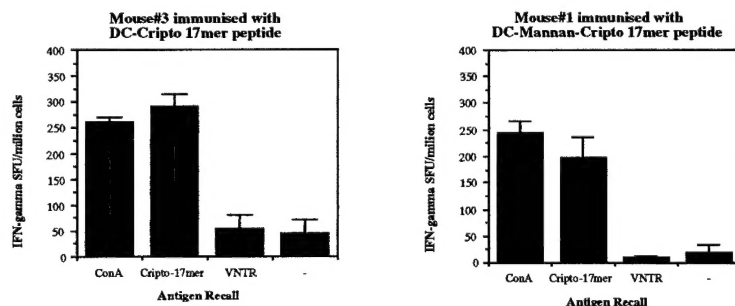 Mouse#3 immunised with
DC-Cripto 17mer peptide
IFN-gamma SFU/milion cells
400
350
300
250
200
150
100
50
0
ConA Cripto-17mer VNTR -
Antigen Recall
Mouse#1 immunised with
DC-Mannan-Cripto 17mer peptide
IFN-gamma SFU/milion cells
400
350
300
250
200
150
100
50
0
ConA Cripto-17mer VNTR -
Antigen Recall